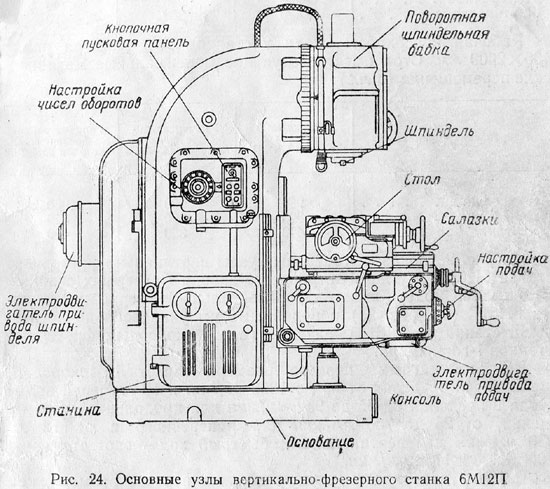 Кнопочная
пусковая панель
Поворотная
шпиндельная
бабка
Настройка
чисел оборотов
Шпиндель
Стол
Салазки
Настройка
подач
Электродви-
гатель при-
вода шпин-
деля
Станина
Основание
Консоль
Электродвига
тель привода
подач
Рис. 24. Основные узлы вертикально-фрезерного станка 6М12П